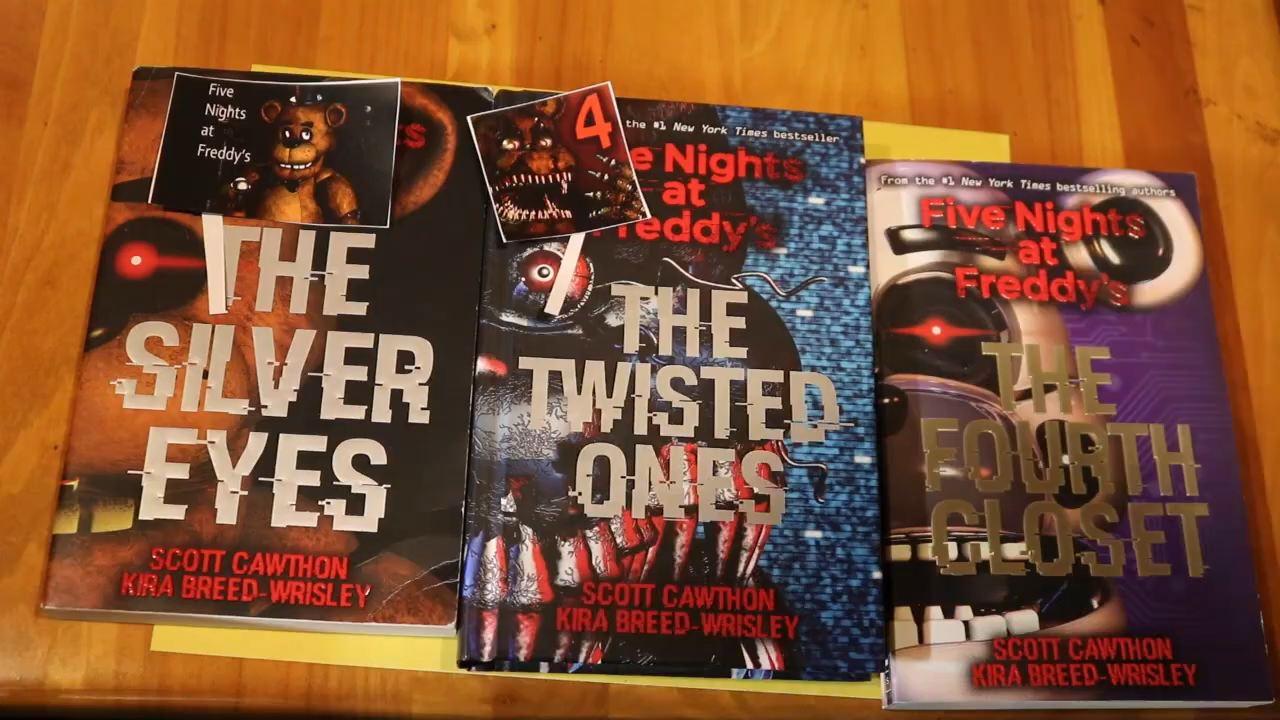 Five
Nights
at
Freddy's
THE
SILVER
EYES
SCOTT CAWTHON
KIRA BREED-WRISLEY
4
the #1 New York Times bestseller
Nights
at
Freddy's
THE
TWISTED
ONES
SCOTT CAWTHON
KIRA BREED-WRISLEY
From the #1 New York Times bestselling authors
Five Nights
at
Freddy's
THE
FOURTH
CLOSET
SCOTT CAWTHON
KIRA BREED-WRISLEY